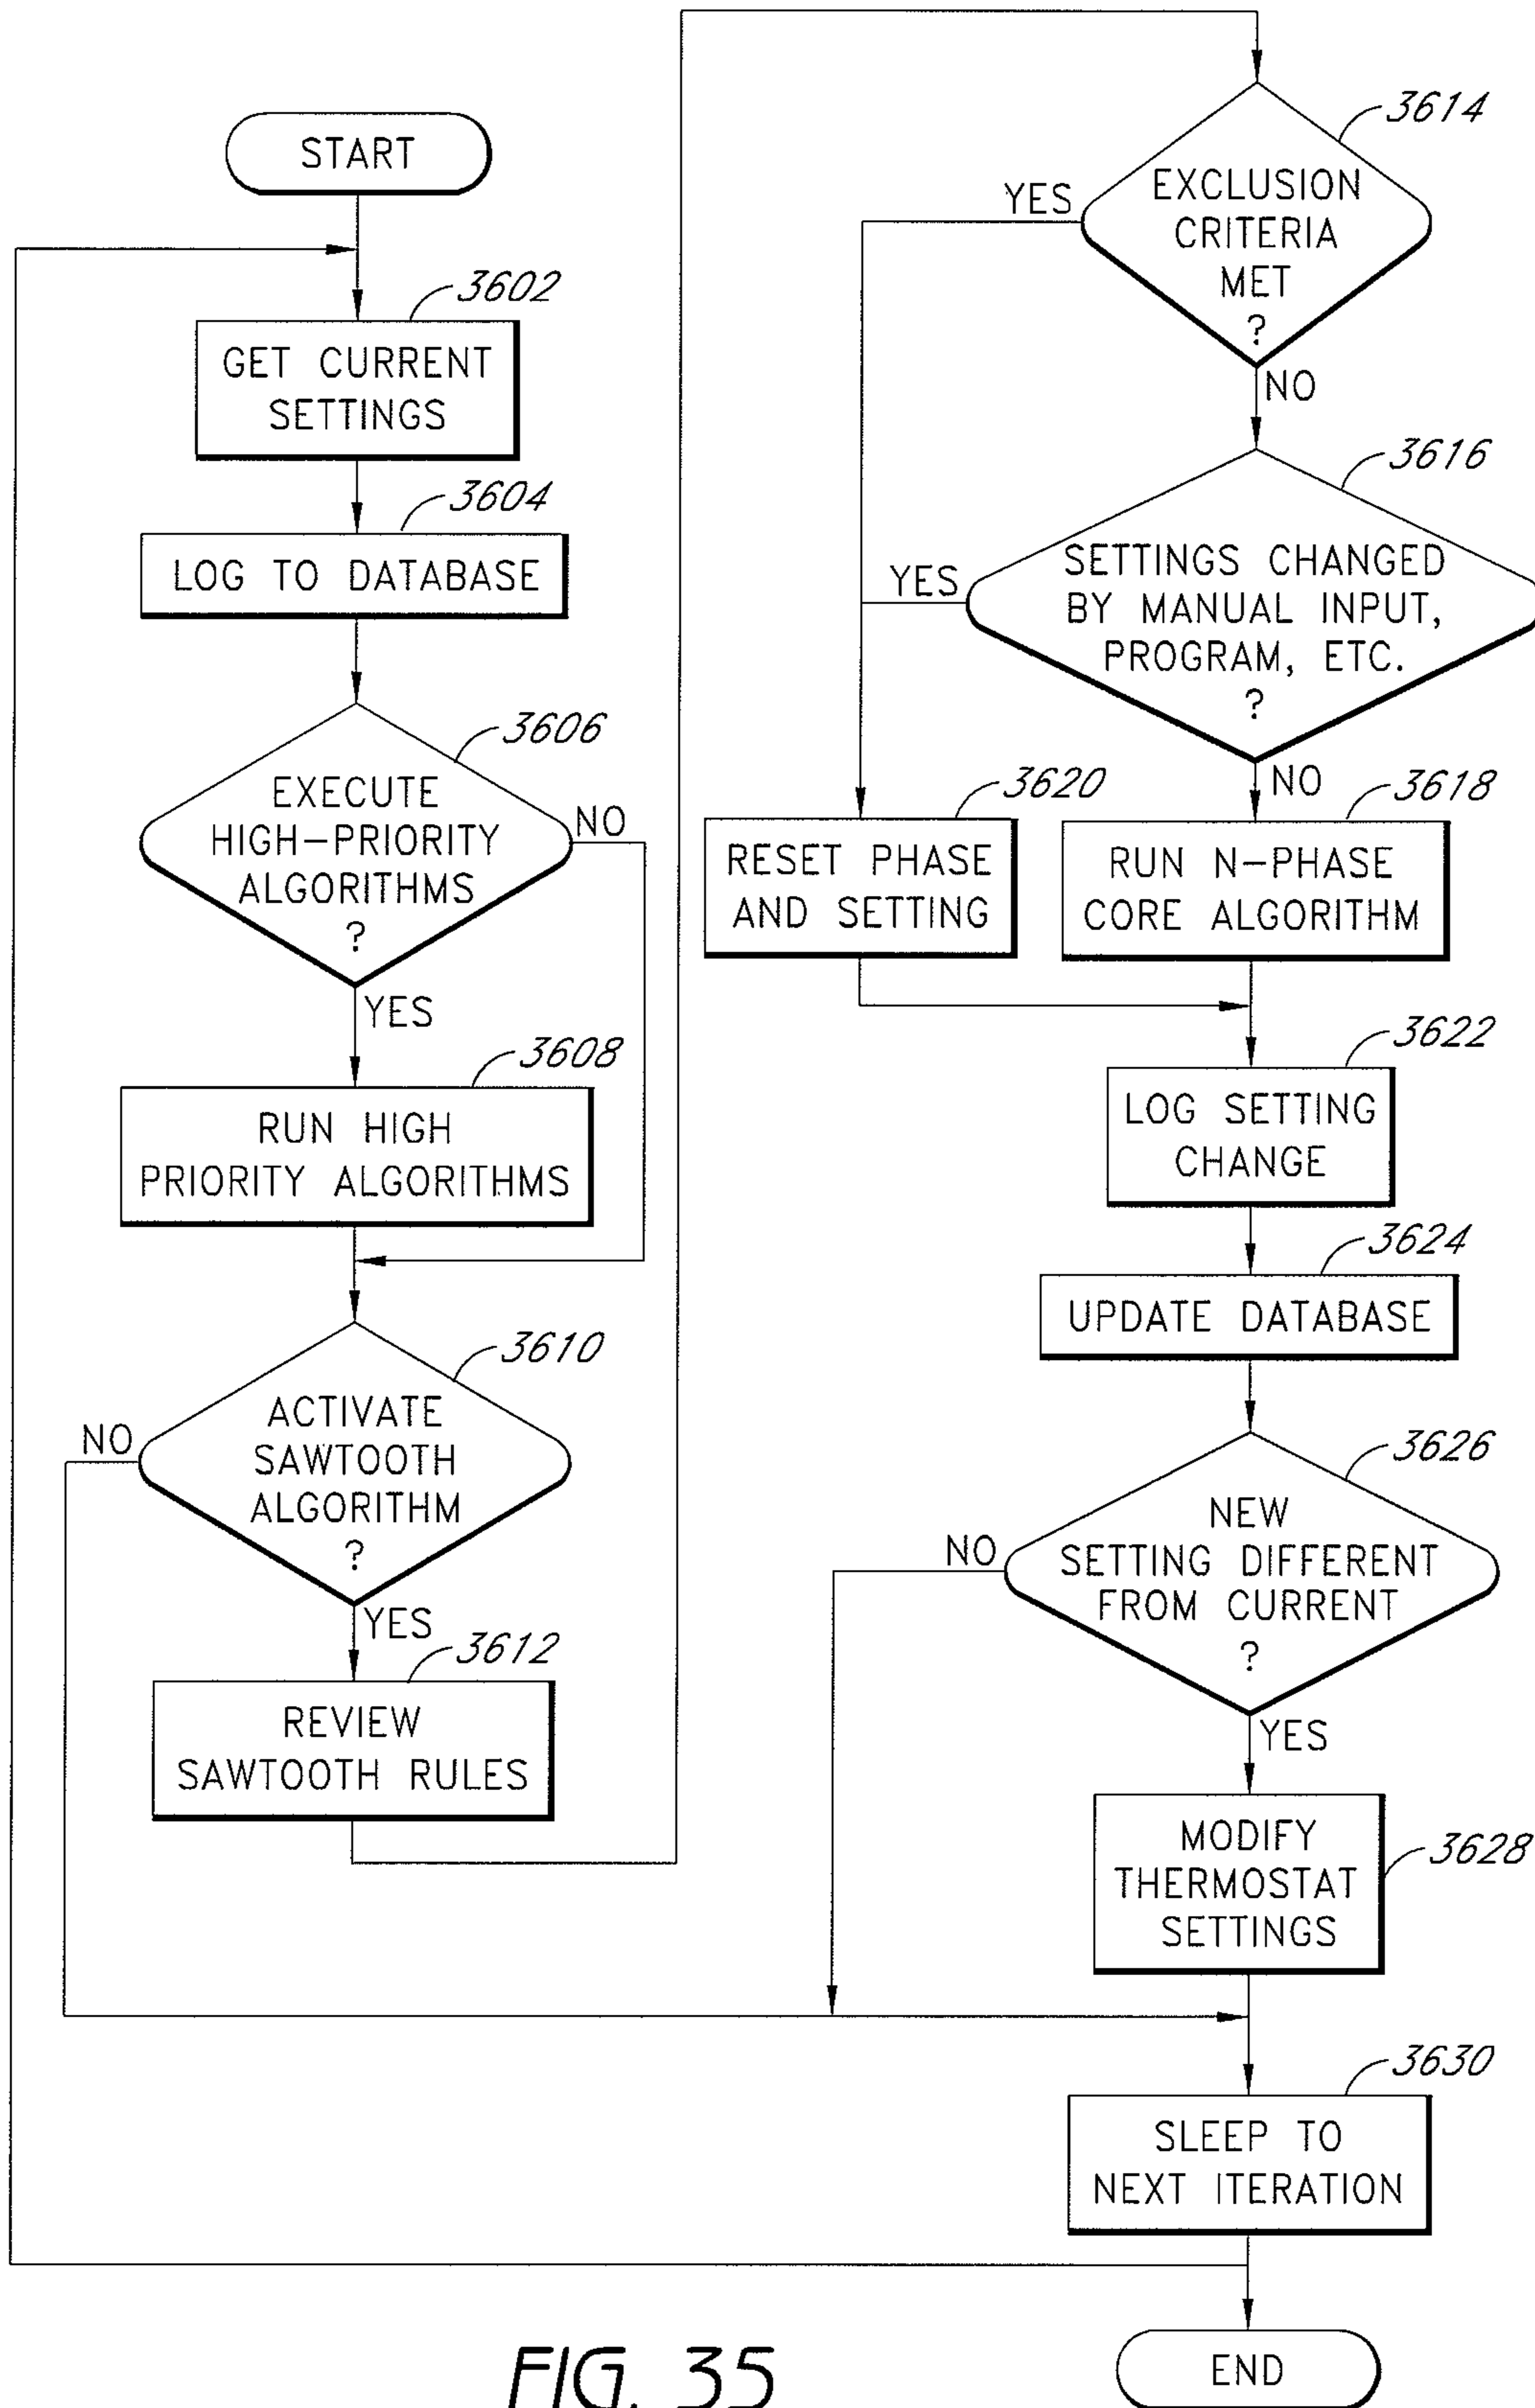 START
3602
GET CURRENT
SETTINGS
3604
LOG TO DATABASE
3606
EXECUTE
HIGH-PRIORITY
ALGORITHMS
?
NO
YES
3608
RUN HIGH
PRIORITY ALGORITHMS
3610
ACTIVATE
SAWTOOTH
ALGORITHM
?
NO
YES
3612
REVIEW
SAWTOOTH RULES
3614
EXCLUSION
CRITERIA
MET
?
YES
NO
3616
SETTINGS CHANGED
BY MANUAL INPUT,
PROGRAM, ETC.
?
YES
NO
3620
RESET PHASE
AND SETTING
3618
RUN N-PHASE
CORE ALGORITHM
3622
LOG SETTING
CHANGE
3624
UPDATE DATABASE
3626
NEW
SETTING DIFFERENT
FROM CURRENT
?
NO
YES
3628
MODIFY
THERMOSTAT
SETTINGS
3630
SLEEP TO
NEXT ITERATION
END
FIG. 35